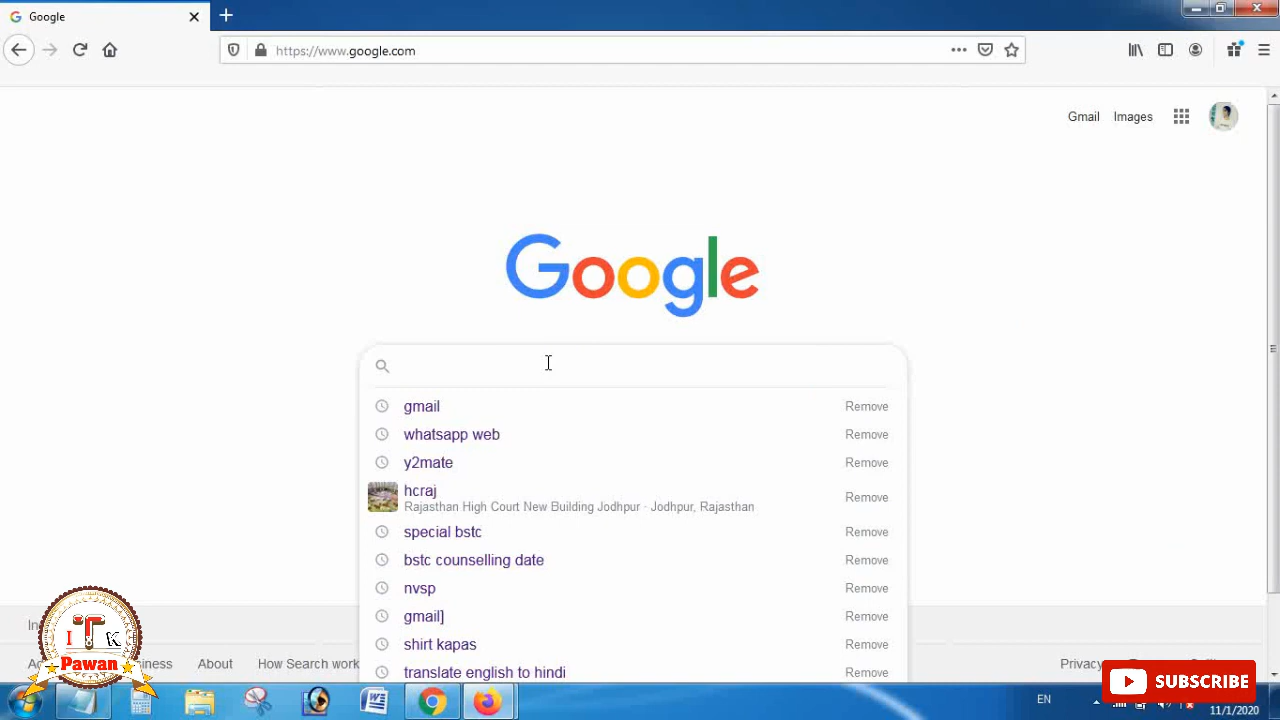 Google
https://www.google.com
Gmail Images
Google
gmail Remove
whatsapp web Remove
y2mate Remove
hcraj
Rajasthan High Court New Building Jodhpur · Jodhpur, Rajasthan Remove
special bstc Remove
bstc counselling date Remove
nvsp Remove
gmail] Remove
shirt kapas Remove
translate english to hindi Remove
About How Search work
Privacy
I T K
Pawan
SUBSCRIBE
EN
11/1/2020